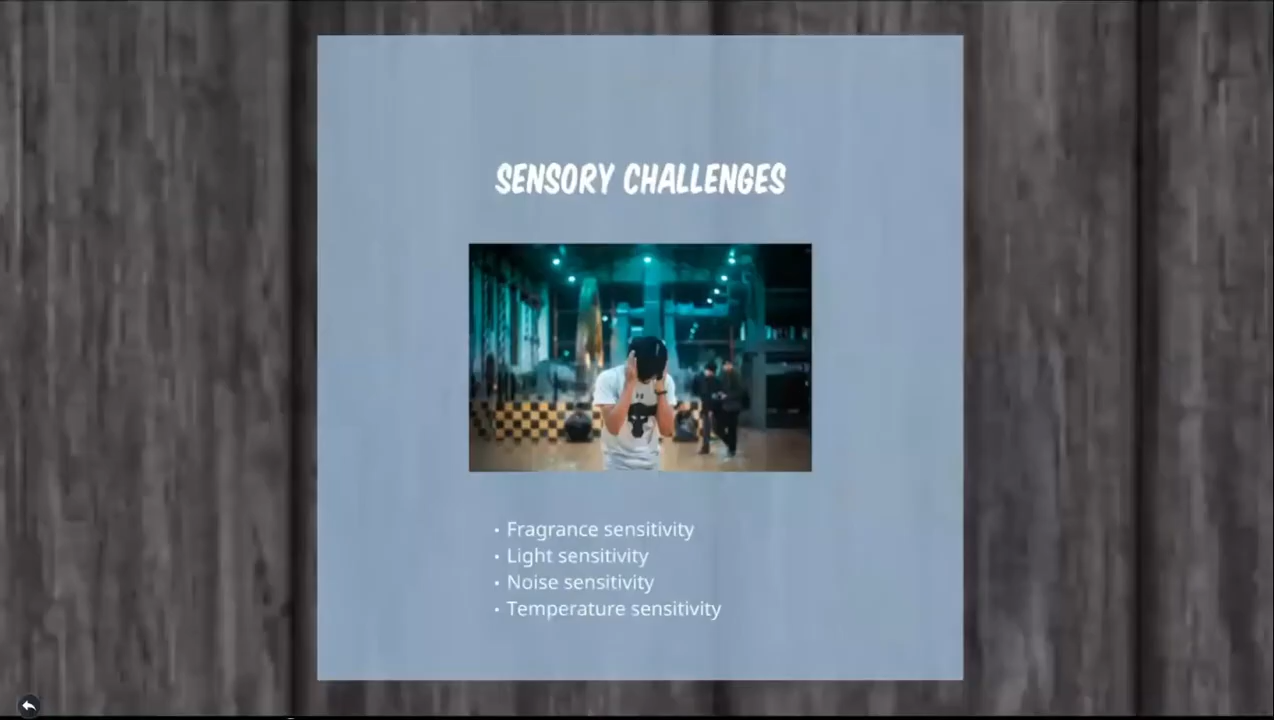 SENSORY CHALLENGES
• Fragrance sensitivity
• Light sensitivity
• Noise sensitivity
• Temperature sensitivity